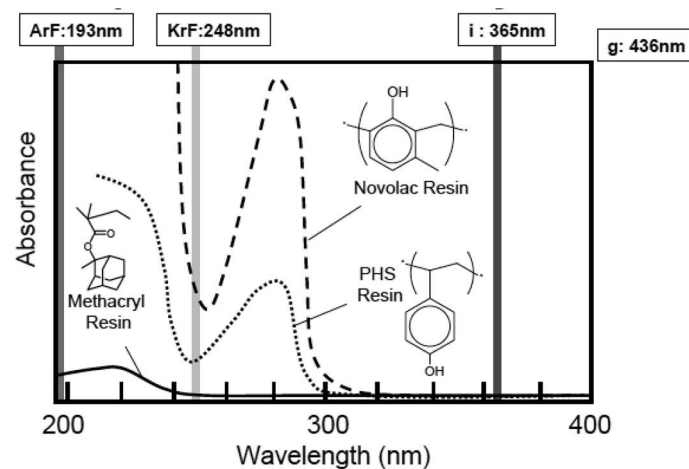 ArF:193nm
KrF:248nm
i : 365nm
g: 436nm
Absorbance
OH
Novolac Resin
O
O
Methacryl
Resin
PHS
Resin
OH
200
300
400
Wavelength (nm)